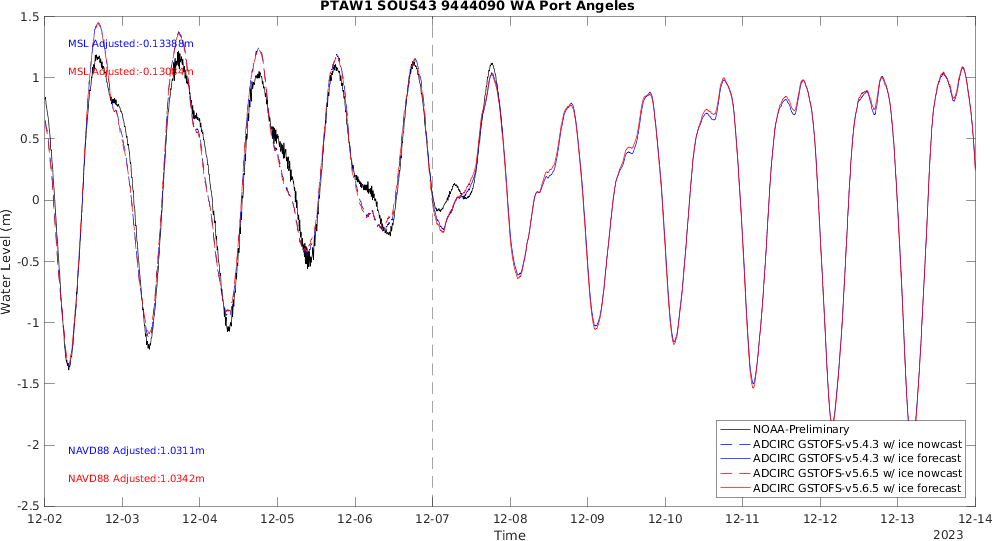 PTAW1 SOUS43 9444090 WA Port Angeles
MSL Adjusted:-0.13388m
MSL Adjusted:
NAVD88 Adjusted:1.0311m
NAVD88 Adjusted:1.0342m
Water Level (m)
1.5
1
0.5
0
-0.5
-1
-1.5
-2
-2.5
NOAA-Preliminary
ADCIRC GSTOFS-v5.4.3 w/ ice nowcast
ADCIRC GSTOFS-v5.4.3 w/ ice forecast
ADCIRC GSTOFS-v5.6.5 w/ ice nowcast
ADCIRC GSTOFS-v5.6.5 w/ ice forecast
12-02 12-03 12-04 12-05 12-06 12-07 12-08 12-09 12-10 12-11 12-12 12-13 12-14
Time
2023